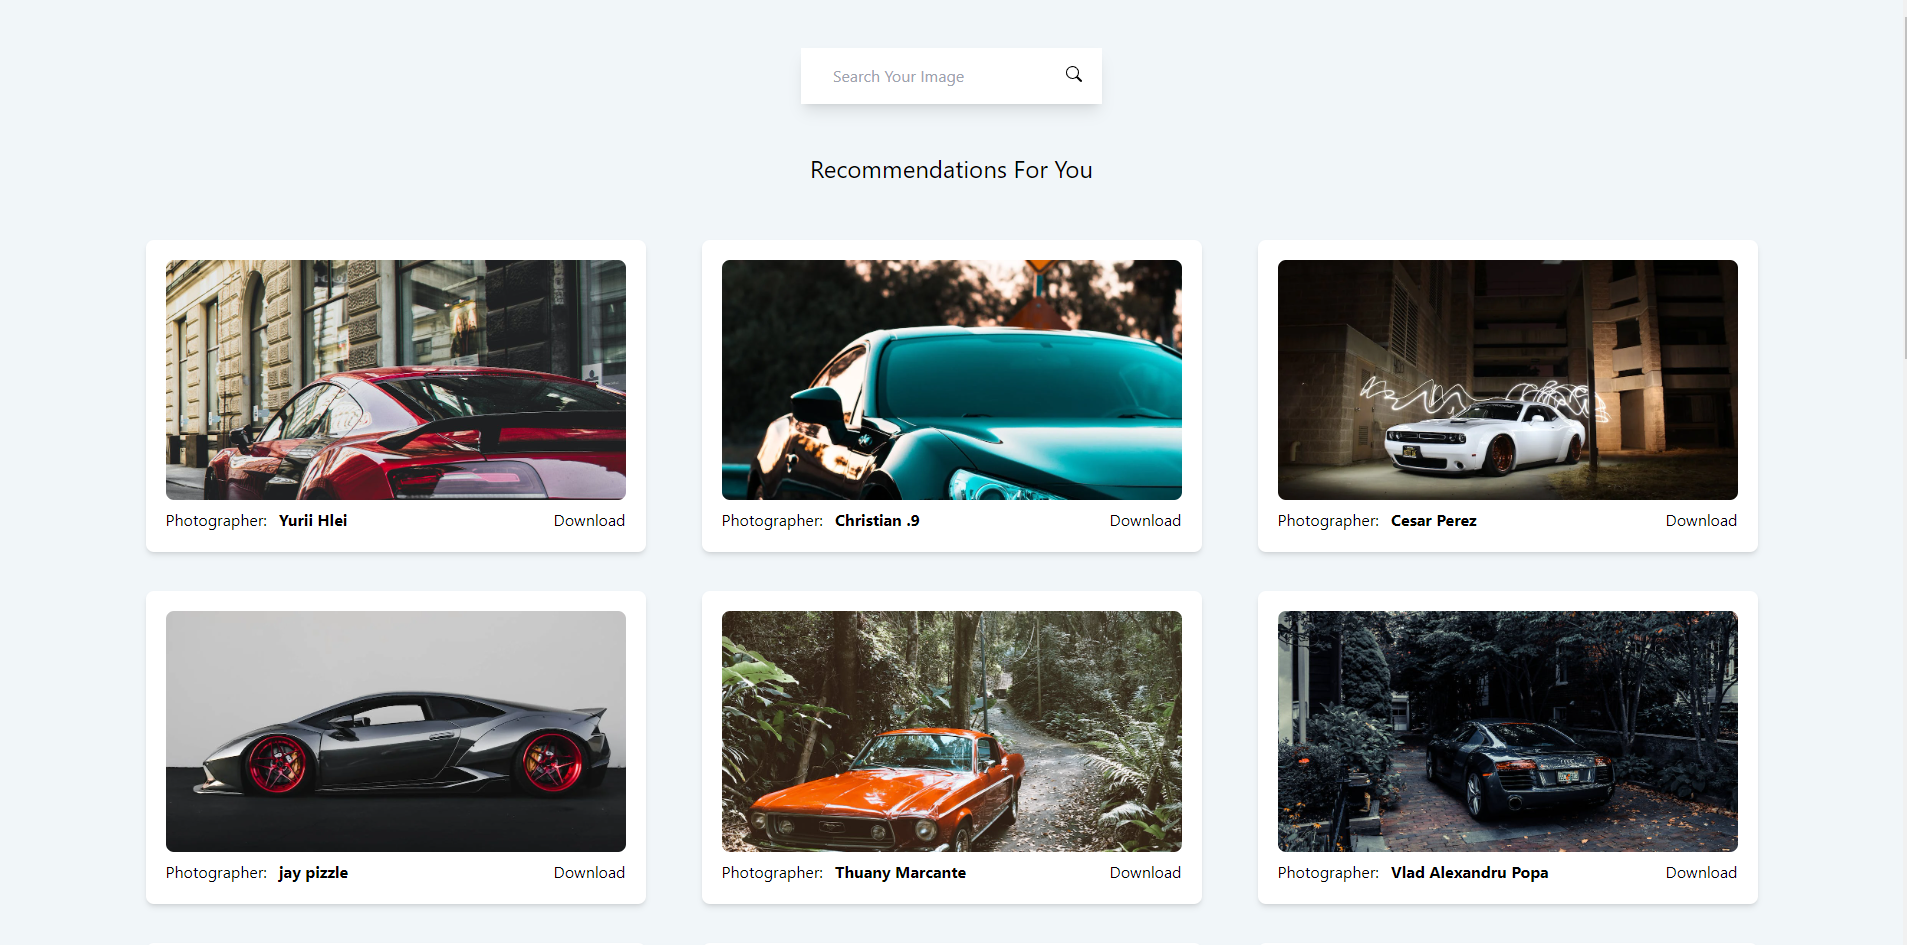 Search Your Image
Recommendations For You
Photographer: Yurii Hlei Download
Photographer: Christian .9 Download
Photographer: Cesar Perez Download
Photographer: jay pizzle Download
Photographer: Thuany Marcante Download
Photographer: Vlad Alexandru Popa Download